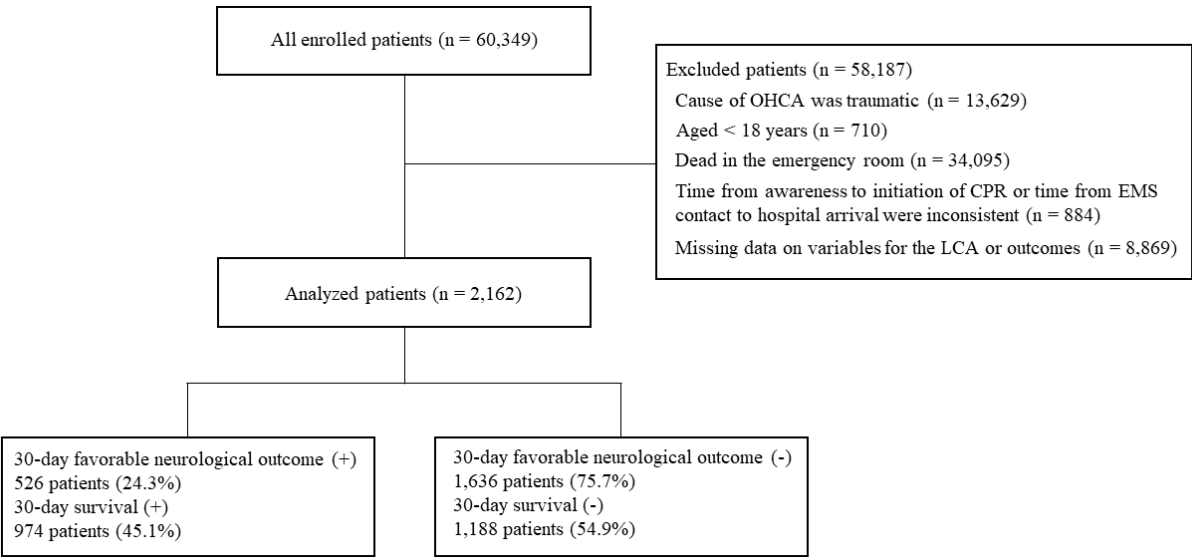 All enrolled patients (n = 60,349)
Excluded patients (n = 58,187)
Cause of OHCA was traumatic (n = 13,629)
Aged < 18 years (n = 710)
Dead in the emergency room (n = 34,095)
Time from awareness to initiation of CPR or time from EMS
contact to hospital arrival were inconsistent (n = 884)
Missing data on variables for the LCA or outcomes (n = 8,869)
Analyzed patients (n = 2,162)
30-day favorable neurological outcome (+)
526 patients (24.3%)
30-day survival (+)
974 patients (45.1%)
30-day favorable neurological outcome (-)
1,636 patients (75.7%)
30-day survival (-)
1,188 patients (54.9%)